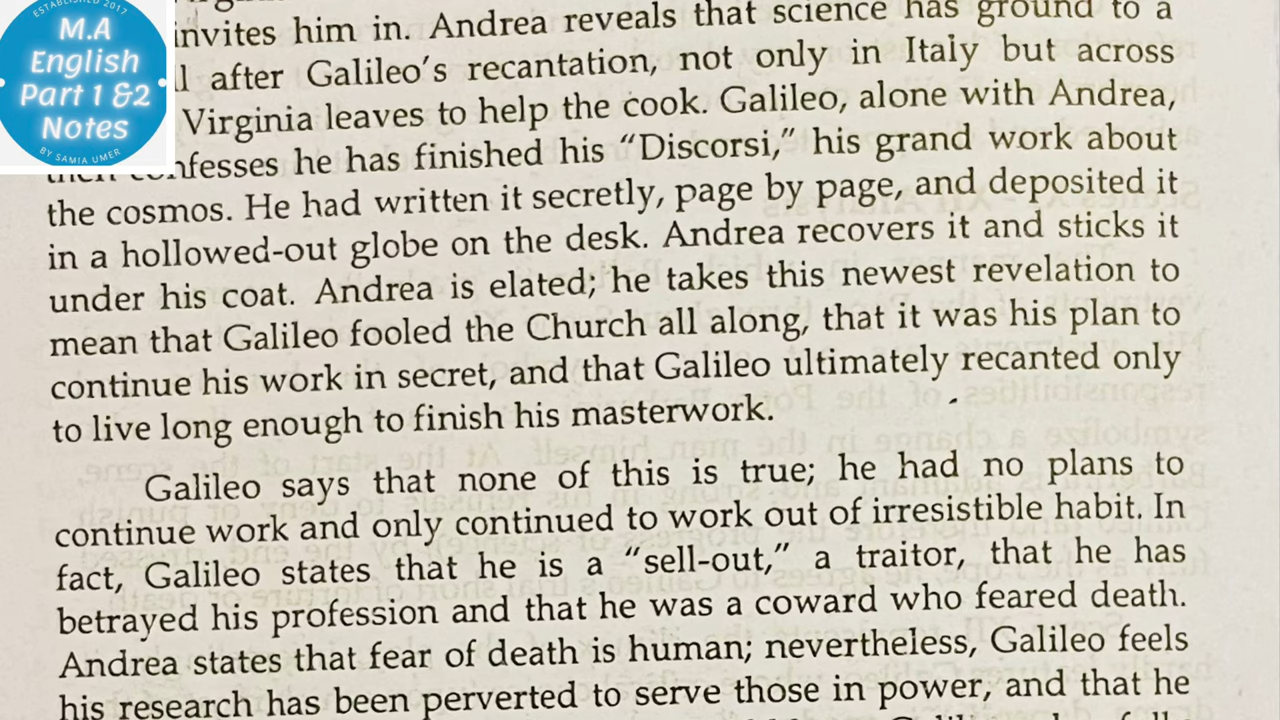 ESTABLISHED 2017
M.A
English
Part 1 &2
Notes
BY SAMIA UMER
invites him in. Andrea reveals that science has ground to a
after Galileo's recantation, not only in Italy but across
Virginia leaves to help the cook. Galileo, alone with Andrea,
then confesses he has finished his “Discorsi,” his grand work about
the cosmos. He had written it secretly, page by page, and deposited it
in a hollowed-out globe on the desk. Andrea recovers it and sticks it
under his coat. Andrea is elated; he takes this newest revelation to
mean that Galileo fooled the Church all along, that it was his plan to
continue his work in secret, and that Galileo ultimately recanted only
to live long enough to finish his masterwork.
Galileo says that none of this is true; he had no plans to
continue work and only continued to work out of irresistible habit. In
fact, Galileo states that he is a “sell-out,” a traitor, that he has
betrayed his profession and that he was a coward who feared death.
Andrea states that fear of death is human; nevertheless, Galileo feels
his research has been perverted to serve those in power, and that he